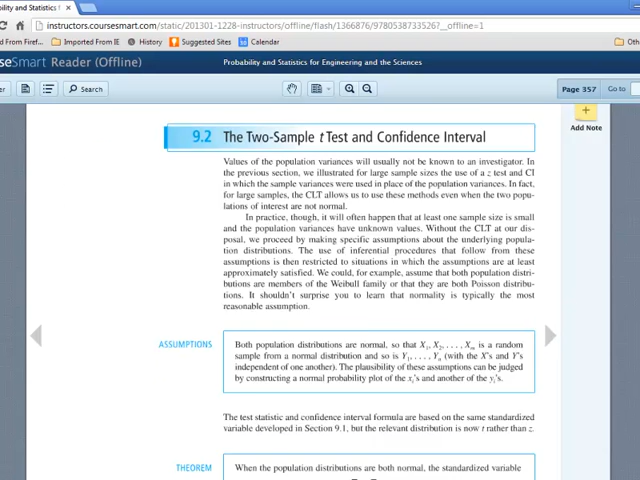 bility and Statistics f
instructors.coursesmart.com/static/201301-1228-instructors/offline/flash/1366876/9780538733526?__offline=1
Imported From IE
History
Suggested Sites
Calendar
Reader (Offline)
Probability and Statistics for Engineering and the Sciences
Search
Page 357
Go to
Add Note
9.2 The Two-Sample t Test and Confidence Interval
Values of the population variances will usually not be known to an investigator. In
the previous section, we illustrated for large sample sizes the use of a z test and CI
in which the sample variances were used in place of the population variances. In fact,
for large samples, the CLT allows us to use these methods even when the two popu-
lations of interest are not normal.
In practice, though, it will often happen that at least one sample size is small
and the population variances have unknown values. Without the CLT at our dis-
posal, we proceed by making specific assumptions about the underlying popula-
tion distributions. The use of inferential procedures that follow from these
assumptions is then restricted to situations in which the assumptions are at least
approximately satisfied. We could, for example, assume that both population distri-
butions are members of the Weibull family or that they are both Poisson distribu-
tions. It shouldn't surprise you to learn that normality is typically the most
reasonable assumption.
ASSUMPTIONS
Both population distributions are normal, so that X1, X2, . . . , Xm is a random
sample from a normal distribution and so is Y1, . . . , Yn (with the X's and Y's
independent of one another). The plausibility of these assumptions can be judged
by constructing a normal probability plot of the xi's and another of the yi's.
The test statistic and confidence interval formula are based on the same standardized
variable developed in Section 9.1, but the relevant distribution is now t rather than z.
THEOREM
When the population distributions are both normal, the standardized variable